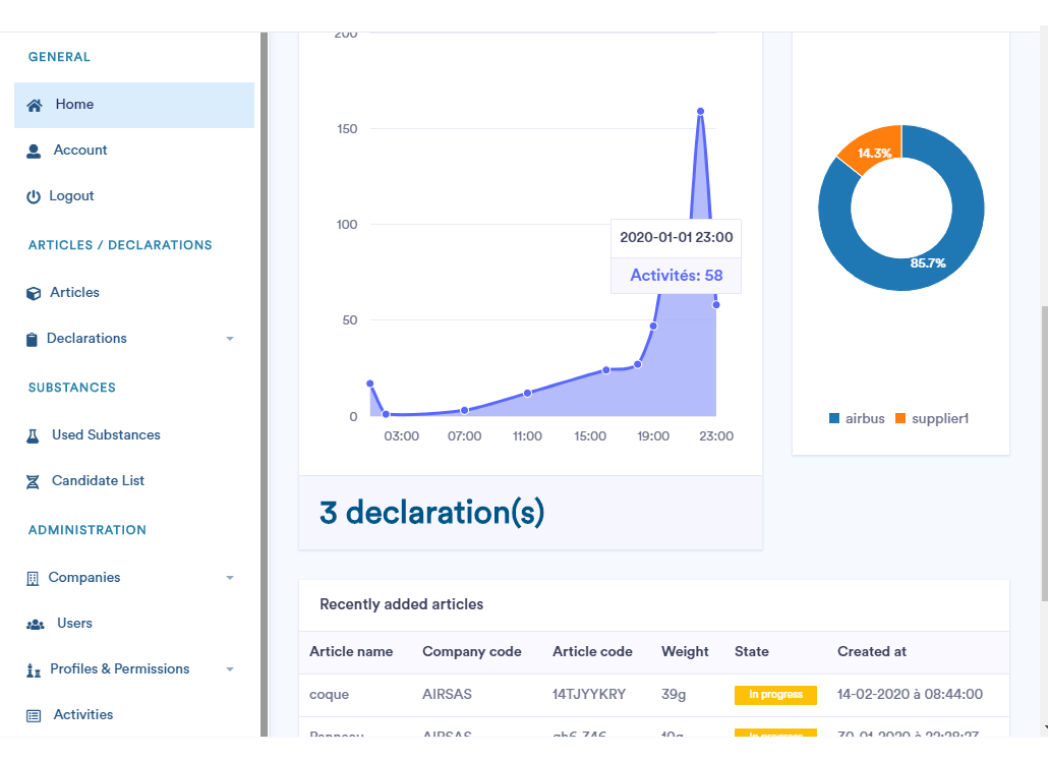 GENERAL
Home
Account
Logout
ARTICLES / DECLARATIONS
Articles
Declarations
SUBSTANCES
Used Substances
Candidate List
ADMINISTRATION
Companies
Users
Profiles & Permissions
Activities
200
150
100
50
0
03:00 07:00 11:00 15:00 19:00 23:00
2020-01-01 23:00
Activités: 58
3 declaration(s)
14.3%
85.7%
airbus supplier1
Recently added articles
Article name Company code Article code Weight State Created at
coque AIRSAS 14TJYYKRY 39g In progress 14-02-2020 à 08:44:00
AIRSAS In progress